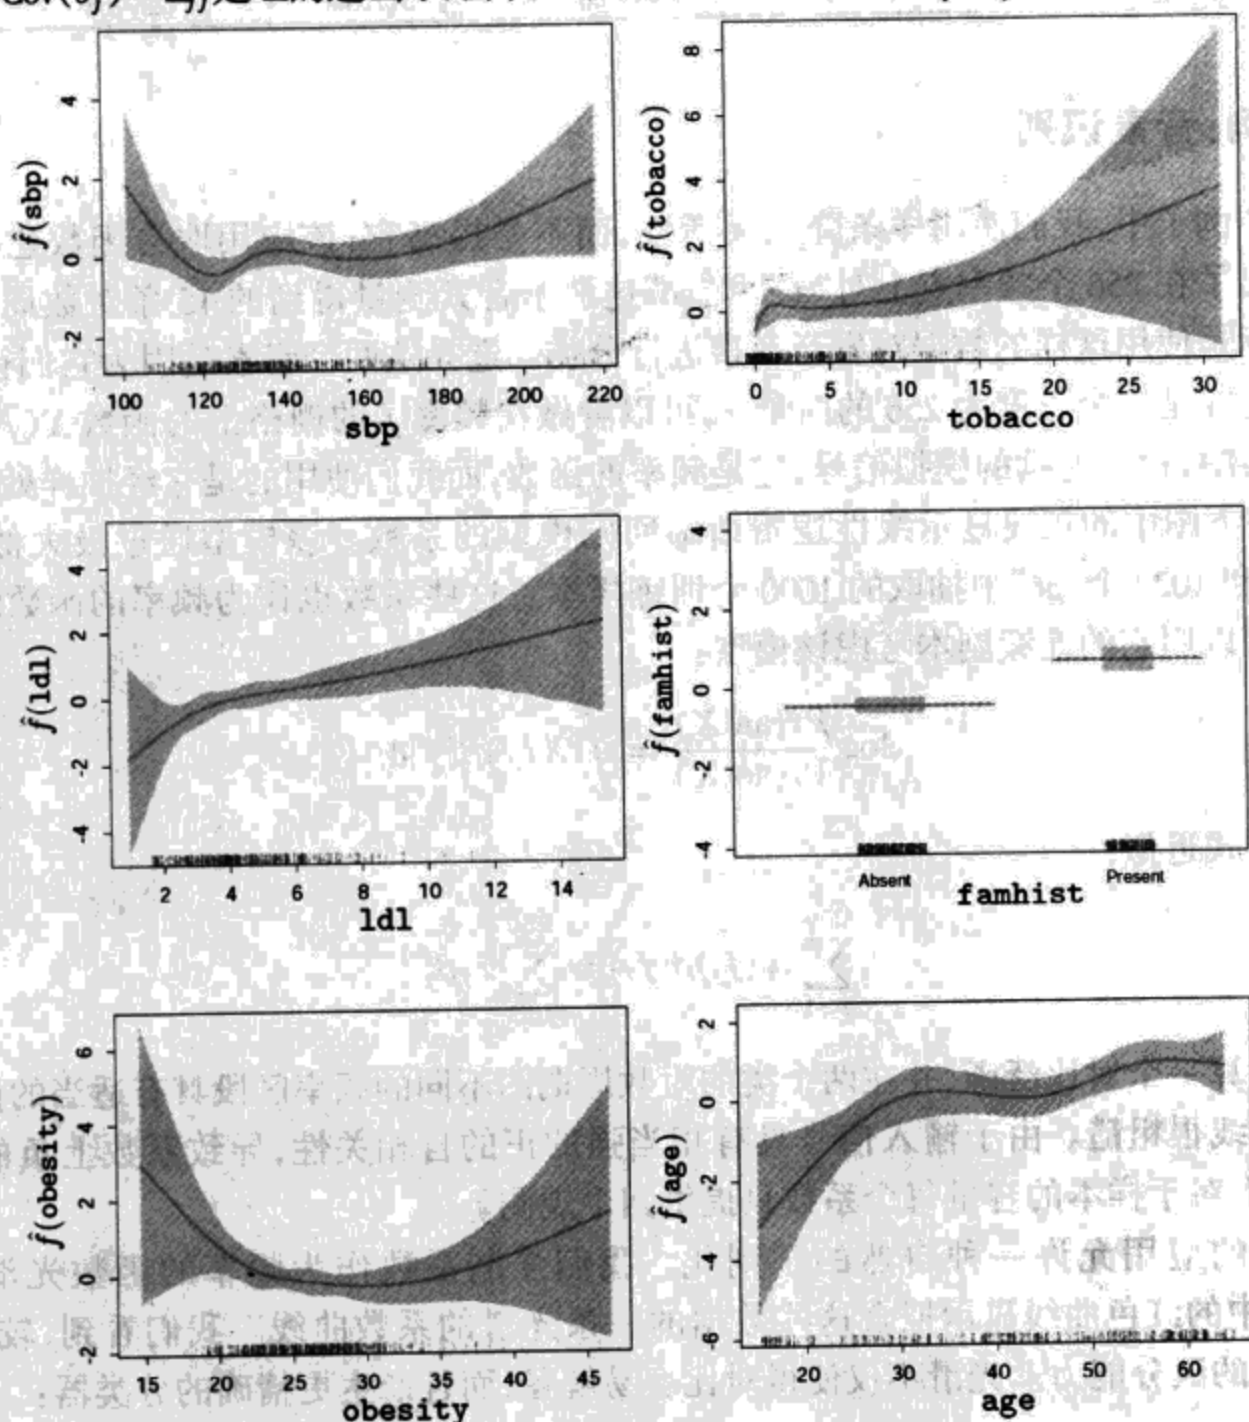 4
2
0
-2
f̂(sbp)
100 120 140 160 180 200 220
sbp
8
6
4
2
0
f̂(tobacco)
0 5 10 15 20 25 30
tobacco
4
2
0
-2
-4
f̂(ldl)
2 4 6 8 10 12 14
ldl
4
2
0
-2
-4
f̂(famhist)
Absent Present
famhist
6
4
2
0
-2
f̂(obesity)
15 20 25 30 35 40 45
obesity
2
0
-2
-4
-6
f̂(age)
20 30 40 50 60
age